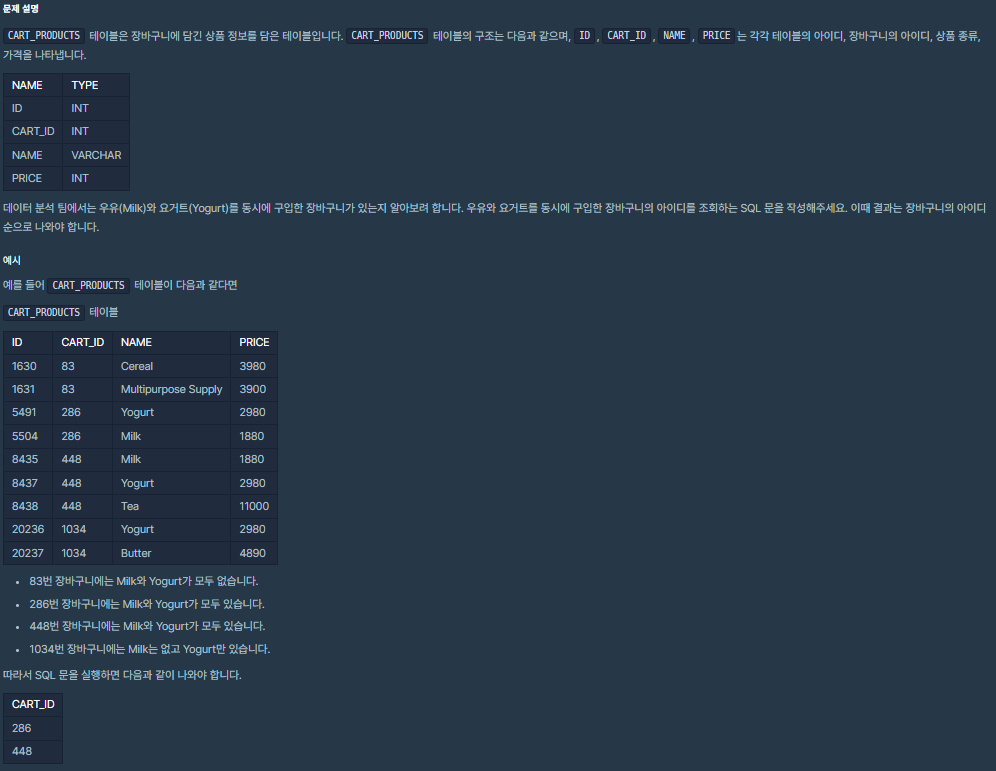 문제 설명
CART_PRODUCTS 테이블은 장바구니에 담긴 상품 정보를 담은 테이블입니다. CART_PRODUCTS 테이블의 구조는 다음과 같으며, ID , CART_ID , NAME , PRICE 는 각각 테이블의 아이디, 장바구니의 아이디, 상품 종류,
가격을 나타냅니다.
NAME TYPE
ID INT
CART_ID INT
NAME VARCHAR
PRICE INT
데이터 분석 팀에서는 우유(Milk)와 요거트(Yogurt)를 동시에 구입한 장바구니가 있는지 알아보려 합니다. 우유와 요거트를 동시에 구입한 장바구니의 아이디를 조회하는 SQL 문을 작성해주세요. 이때 결과는 장바구니의 아이디
순으로 나와야 합니다.
예시
예를 들어 CART_PRODUCTS 테이블이 다음과 같다면
CART_PRODUCTS 테이블
ID CART_ID NAME PRICE
1630 83 Cereal 3980
1631 83 Multipurpose Supply 3900
5491 286 Yogurt 2980
5504 286 Milk 1880
8435 448 Milk 1880
8437 448 Yogurt 2980
8438 448 Tea 11000
20236 1034 Yogurt 2980
20237 1034 Butter 4890
• 83번 장바구니에는 Milk와 Yogurt가 모두 없습니다.
• 286번 장바구니에는 Milk와 Yogurt가 모두 있습니다.
• 448번 장바구니에는 Milk와 Yogurt가 모두 있습니다.
• 1034번 장바구니에는 Milk는 없고 Yogurt만 있습니다.
따라서 SQL 문을 실행하면 다음과 같이 나와야 합니다.
CART_ID
286
448